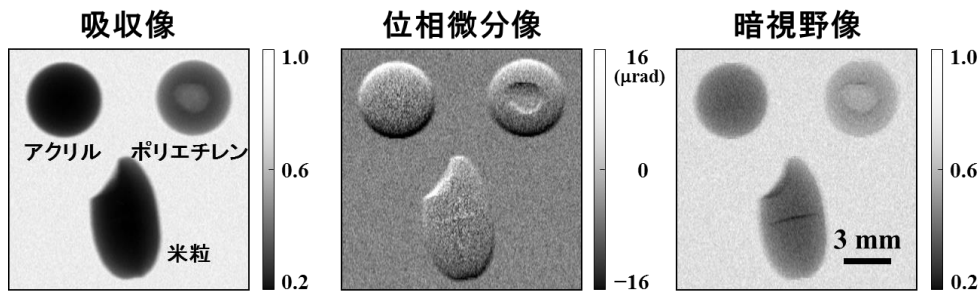 吸収像
位相微分像
暗視野像
1.0
0.6
0.2
アクリル
ポリエチレン
米粒
16
(μrad)
0
−16
1.0
0.6
0.2
3 mm